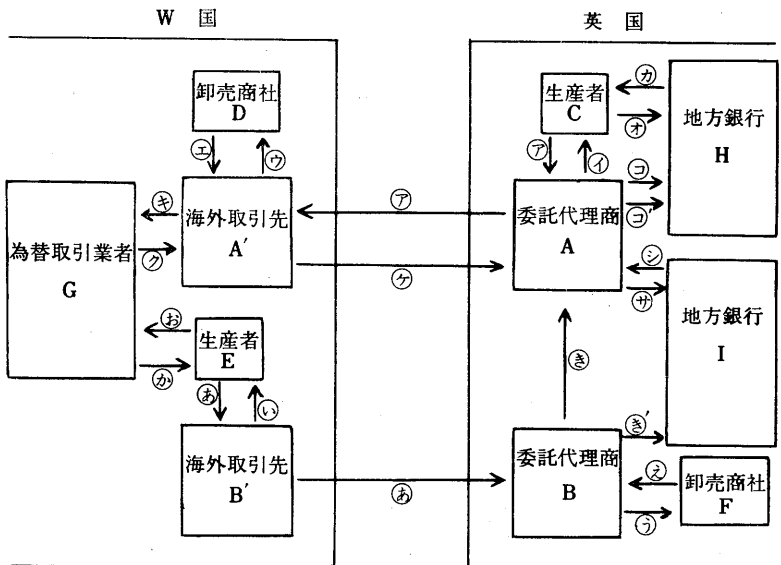 W 国
英国
卸売商社
D
㋓
㋒
海外取引先
A′
㋖
㋗
為替取引業者
G
生産者
E
お
か
あ
い
海外取引先
B′
㋐
㋘
あ
生産者
C
㋕
㋔
㋐
㋑
地方銀行
H
委託代理商
A
㋙
㋙′
㋛
㋚
地方銀行
I
き
き′
委託代理商
B
え
う
卸売商社
F